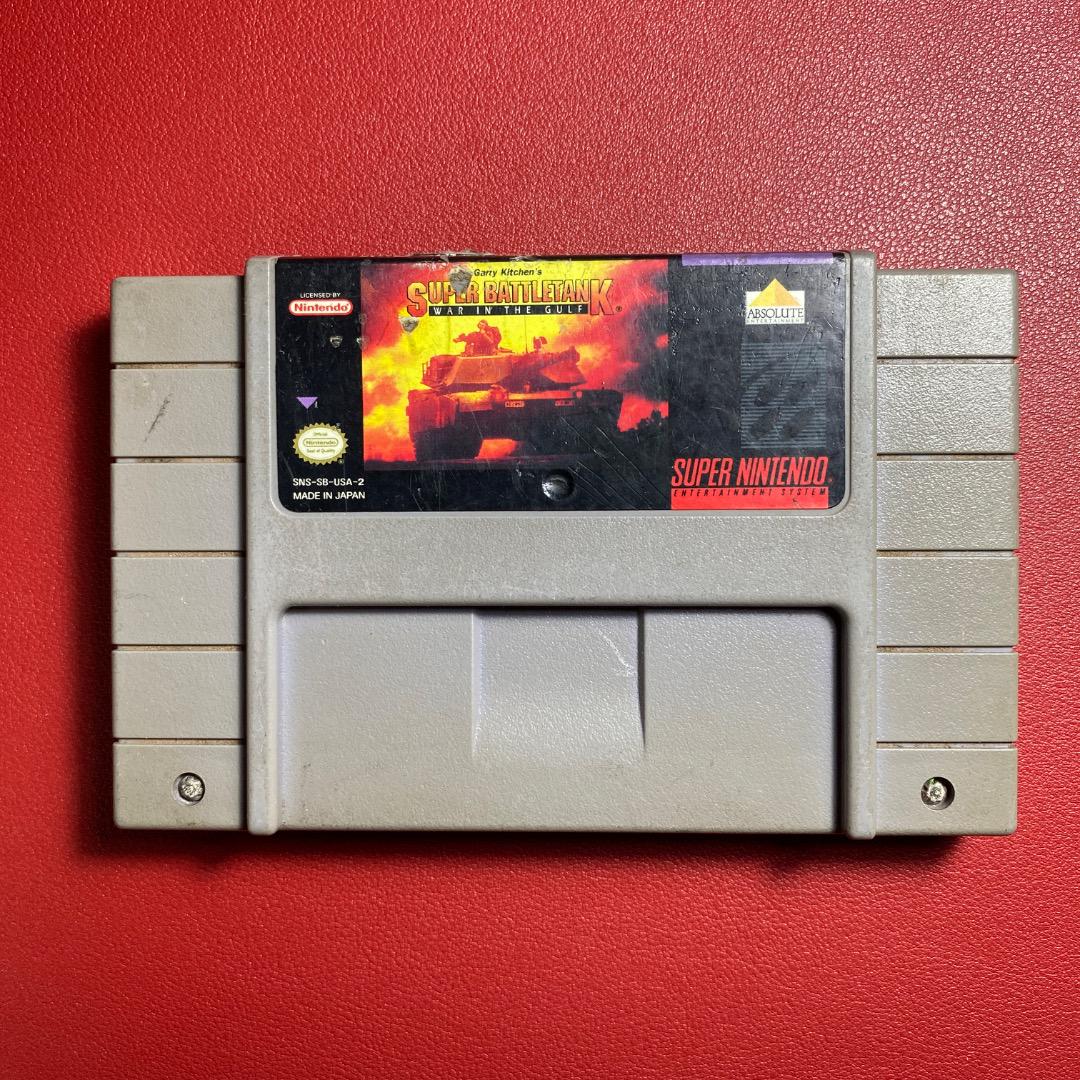 Garry Kitchen's
SUPER BATTLETANK®
WAR IN THE GULF
LICENSED BY
Nintendo®
ABSOLUTE
ENTERTAINMENT
Official
Nintendo
Seal of Quality
SNS-SB-USA-2
MADE IN JAPAN
SUPER NINTENDO
ENTERTAINMENT SYSTEM